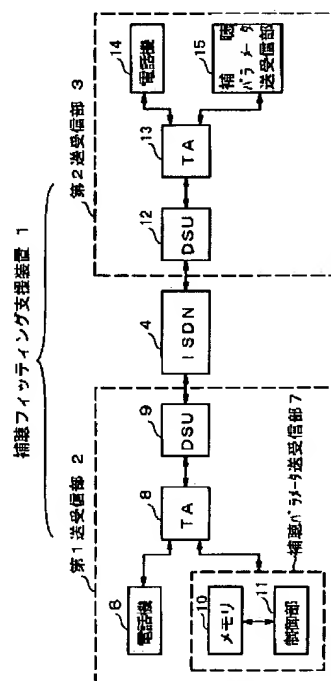 補聴フィッティング支援装置 1
第1送受信部 2
8
電話機
8
TA
9
DSU
10
メモリ
11
制御部
補聴パラメータ送受信部 7
4
ISDN
第2送受信部 3
12
DSU
13
TA
14
電話機
15
補聴
パラメータ
送受信部